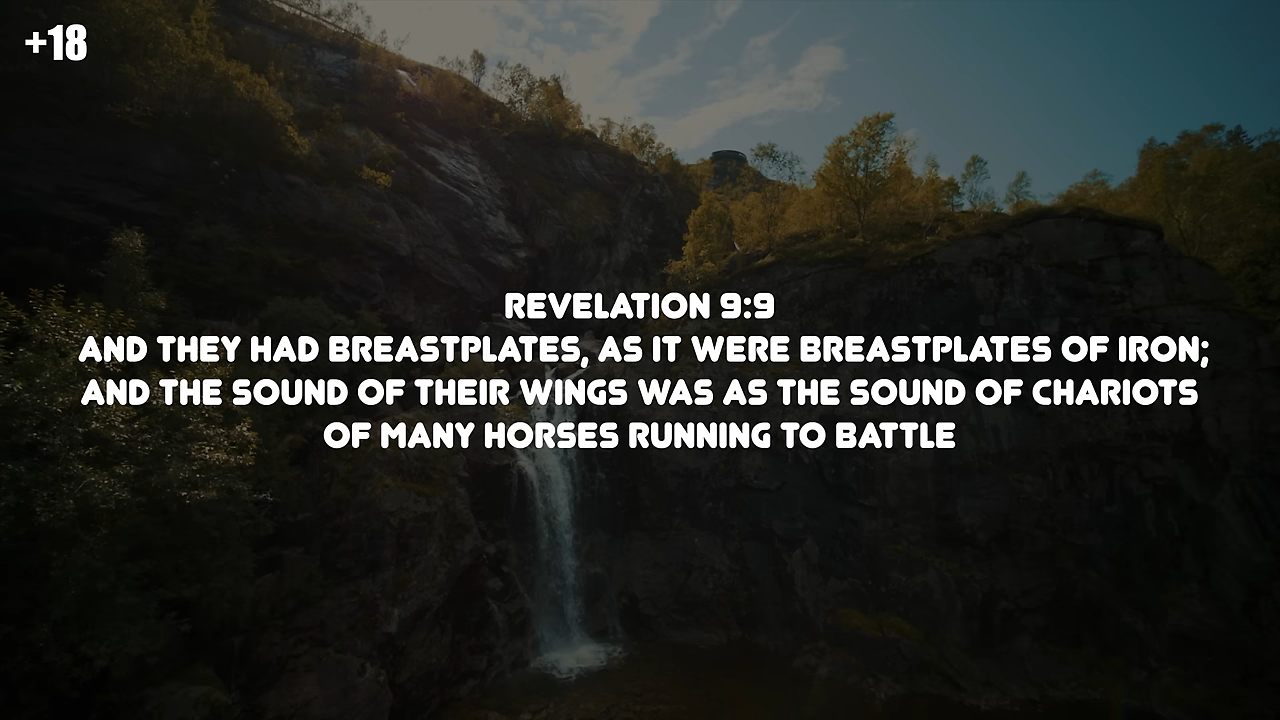 +18
REVELATION 9:9
AND THEY HAD BREASTPLATES, AS IT WERE BREASTPLATES OF IRON;
AND THE SOUND OF THEIR WINGS WAS AS THE SOUND OF CHARIOTS
OF MANY HORSES RUNNING TO BATTLE